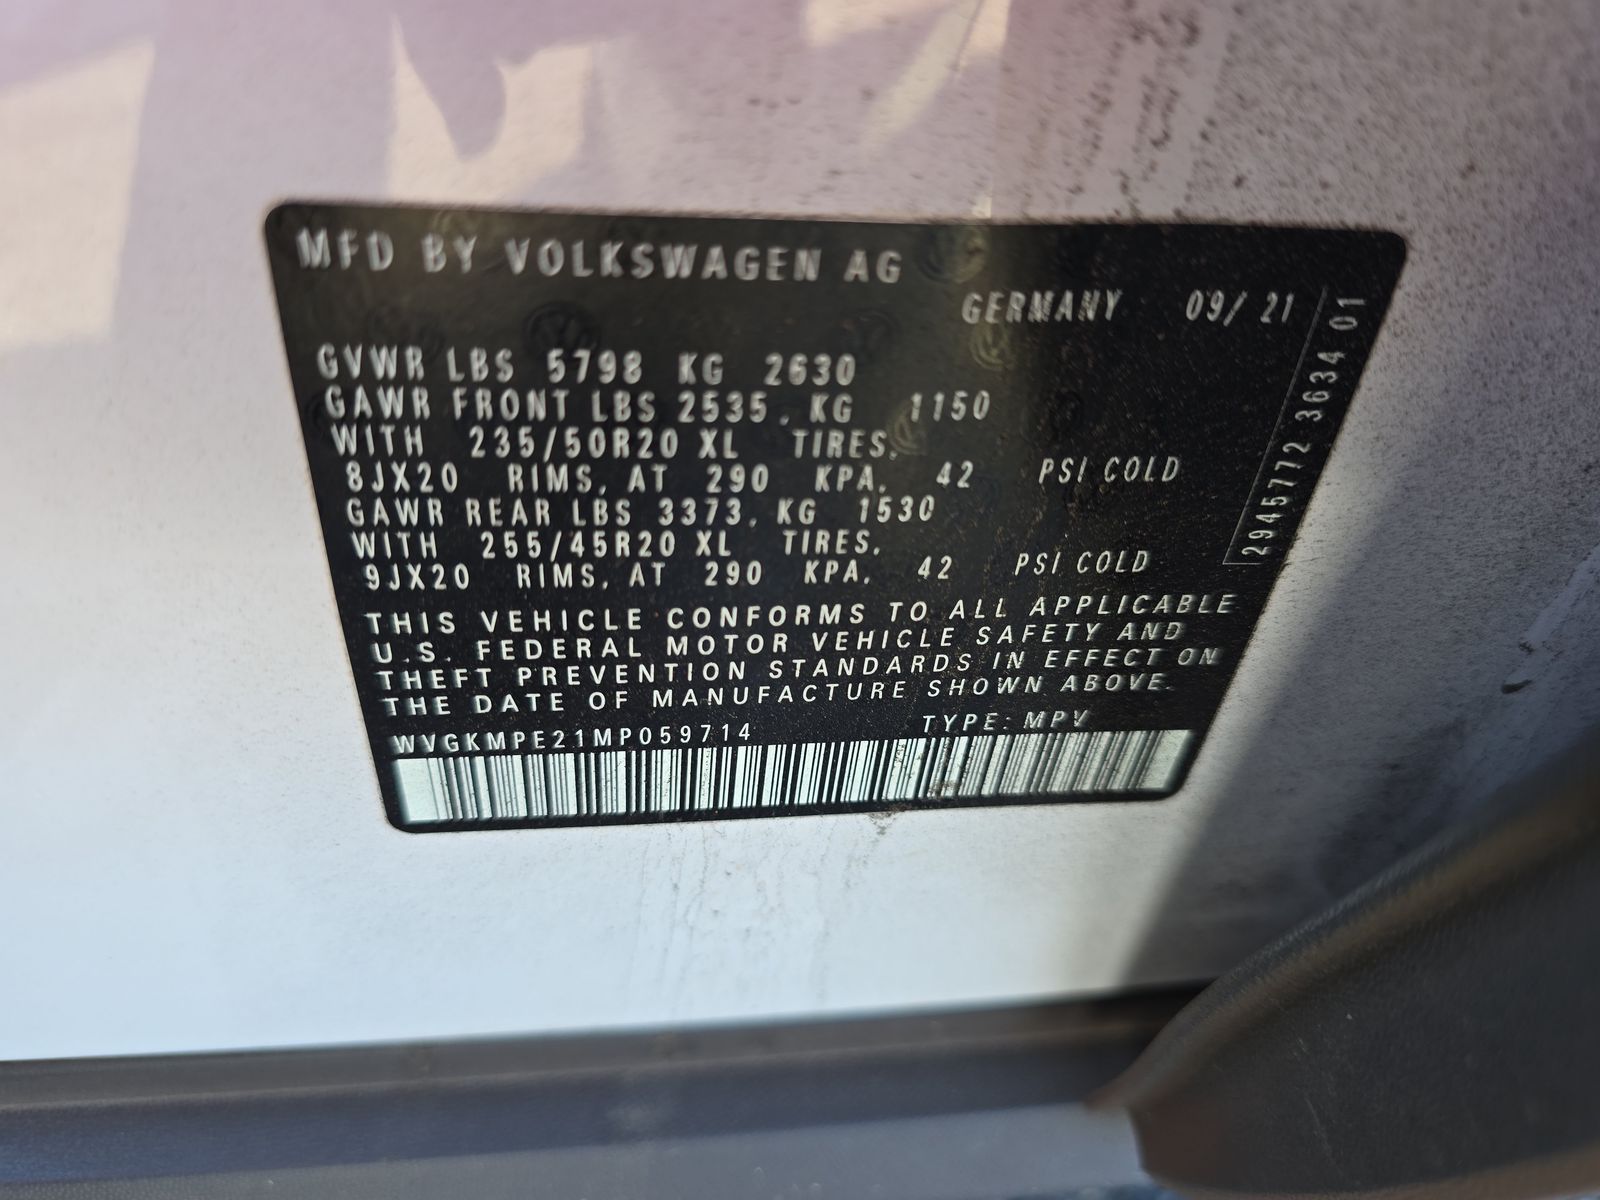 MFD BY VOLKSWAGEN AG
GERMANY 09/ 21
GVWR LBS 5798 KG 2630
GAWR FRONT LBS 2535, KG 1150
WITH 235/50R20 XL TIRES,
8JX20 RIMS, AT 290 KPA, 42 PSI COLD
GAWR REAR LBS 3373, KG 1530
WITH 255/45R20 XL TIRES,
9JX20 RIMS, AT 290 KPA, 42 PSI COLD
THIS VEHICLE CONFORMS TO ALL APPLICABLE
U.S. FEDERAL MOTOR VEHICLE SAFETY AND
THEFT PREVENTION STANDARDS IN EFFECT ON
THE DATE OF MANUFACTURE SHOWN ABOVE.
WVGKMPE21MP059714 TYPE: MPV
2945772 3634 01